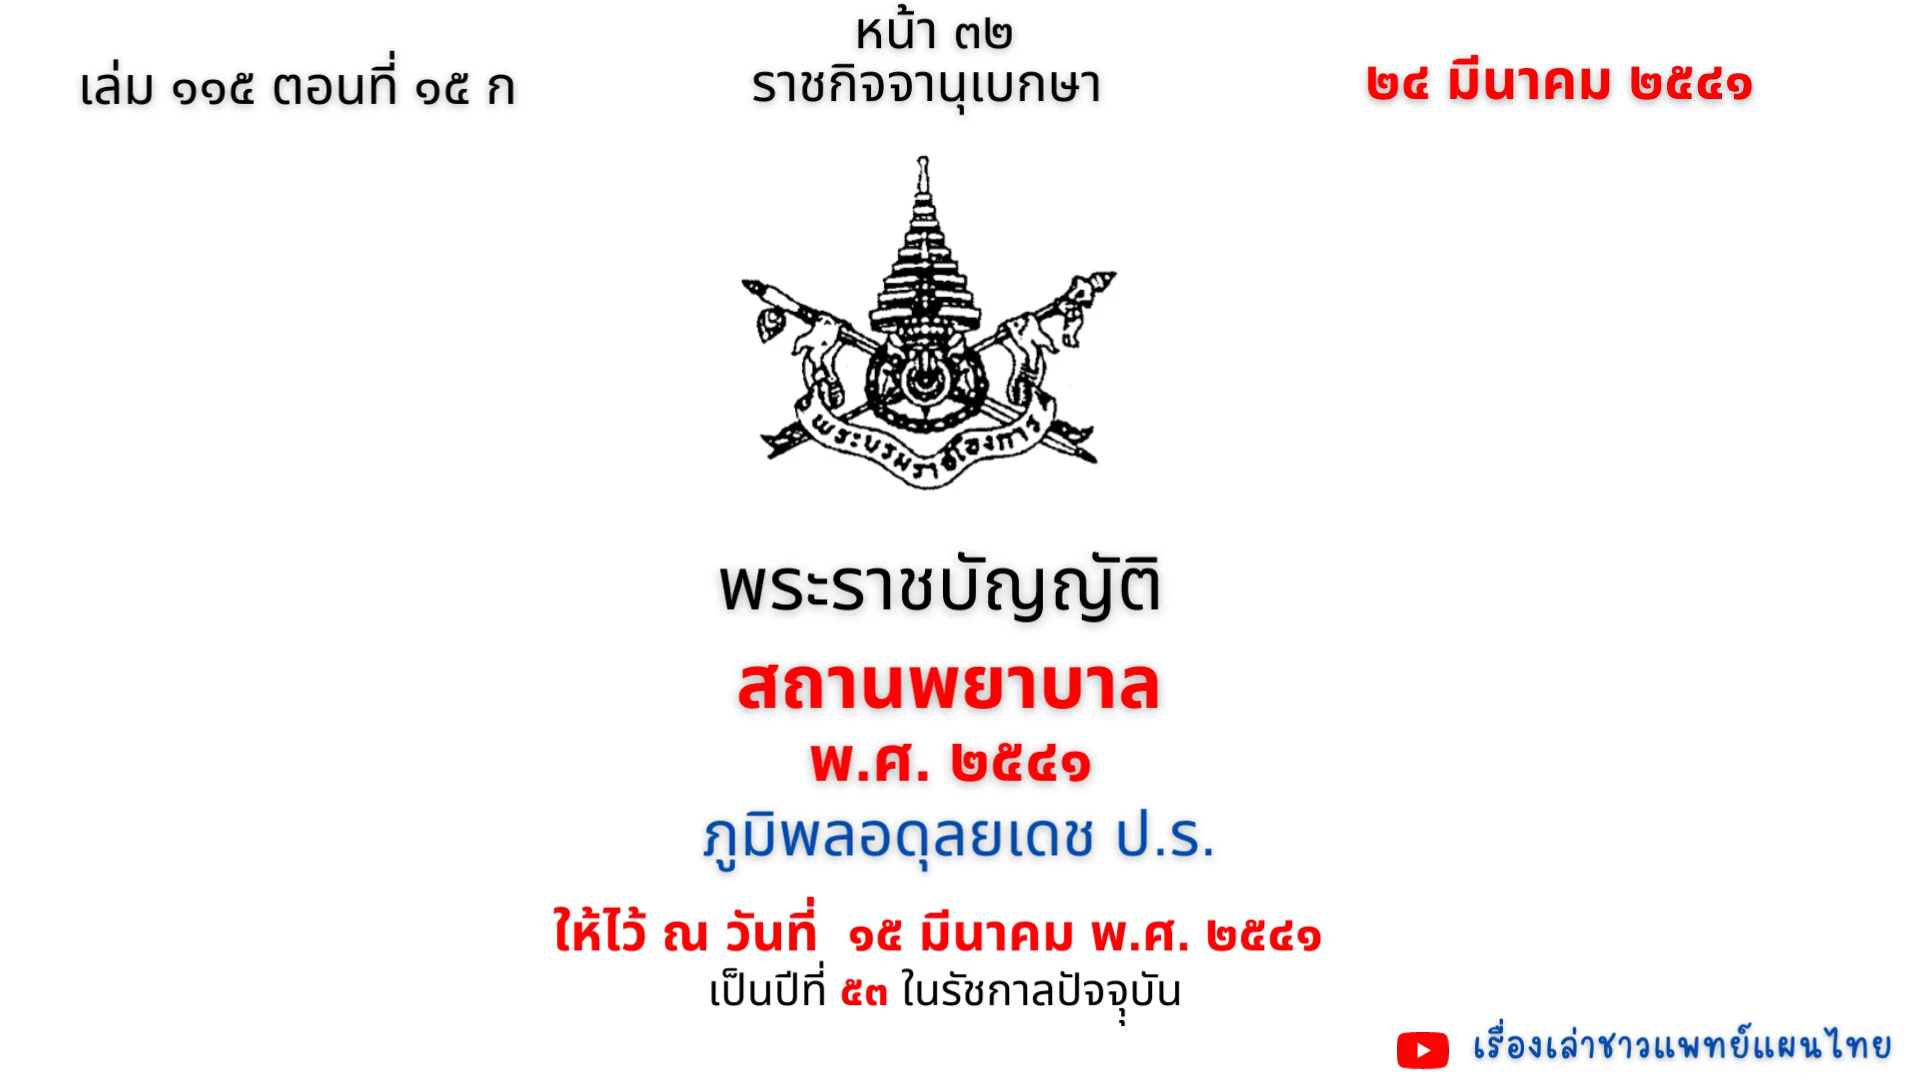 หน้า ๓๒
เล่ม ๑๑๕ ตอนที่ ๑๕ ก
ราชกิจจานุเบกษา
๒๔ มีนาคม ๒๕๔๑
พระบรมราชโองการ
พระราชบัญญัติ
สถานพยาบาล
พ.ศ. ๒๕๔๑
ภูมิพลอดุลยเดช ป.ร.
ให้ไว้ ณ วันที่ ๑๕ มีนาคม พ.ศ. ๒๕๔๑
เป็นปีที่ ๕๓ ในรัชกาลปัจจุุบัน
เรื่องเล่าชาวแพทย์แผนไทย